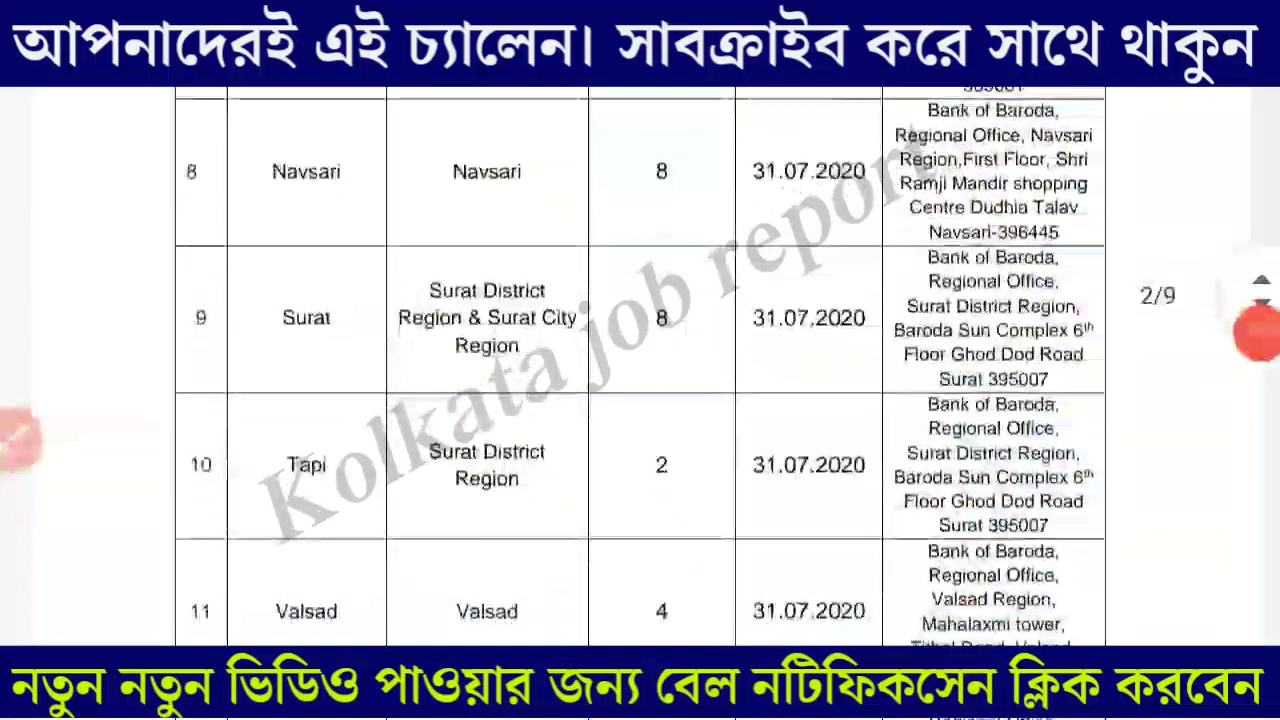 আপনাদেরই এই চ্যালেন। সাবক্রাইব করে সাথে থাকুন
8
Navsari
Navsari
8
31.07.2020
Bank of Baroda,
Regional Office, Navsari
Region,First Floor, Shri
Ramji Mandir shopping
Centre Dudhia Talav
Navsari-396445
9
Surat
Surat District
Region & Surat City
Region
8
31.07.2020
Bank of Baroda,
Regional Office,
Surat District Region,
Baroda Sun Complex 6th
Floor Ghod Dod Road
Surat 395007
10
Tapi
Surat District
Region
2
31.07.2020
Bank of Baroda,
Regional Office,
Surat District Region,
Baroda Sun Complex 6th
Floor Ghod Dod Road
Surat 395007
11
Valsad
Valsad
4
31.07.2020
Bank of Baroda,
Regional Office,
Valsad Region,
Mahalaxmi tower,
2/9
Kolkata job report
নতুন নতুন ভিডিও পাওয়ার জন্য বেল নটিফিকসেন ক্লিক করবেন